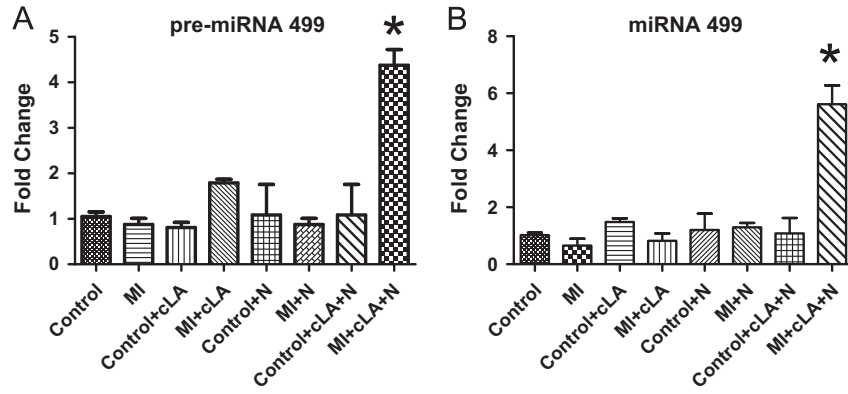 A
pre-miRNA 499
*
Fold Change
5
4
3
2
1
0
Control
MI
Control+cLA
MI+cLA
Control+N
MI+N
Control+cLA+N
MI+cLA+N
B
miRNA 499
*
Fold Change
8
6
4
2
0
Control
MI
Control+cLA
MI+cLA
Control+N
MI+N
Control+cLA+N
MI+cLA+N